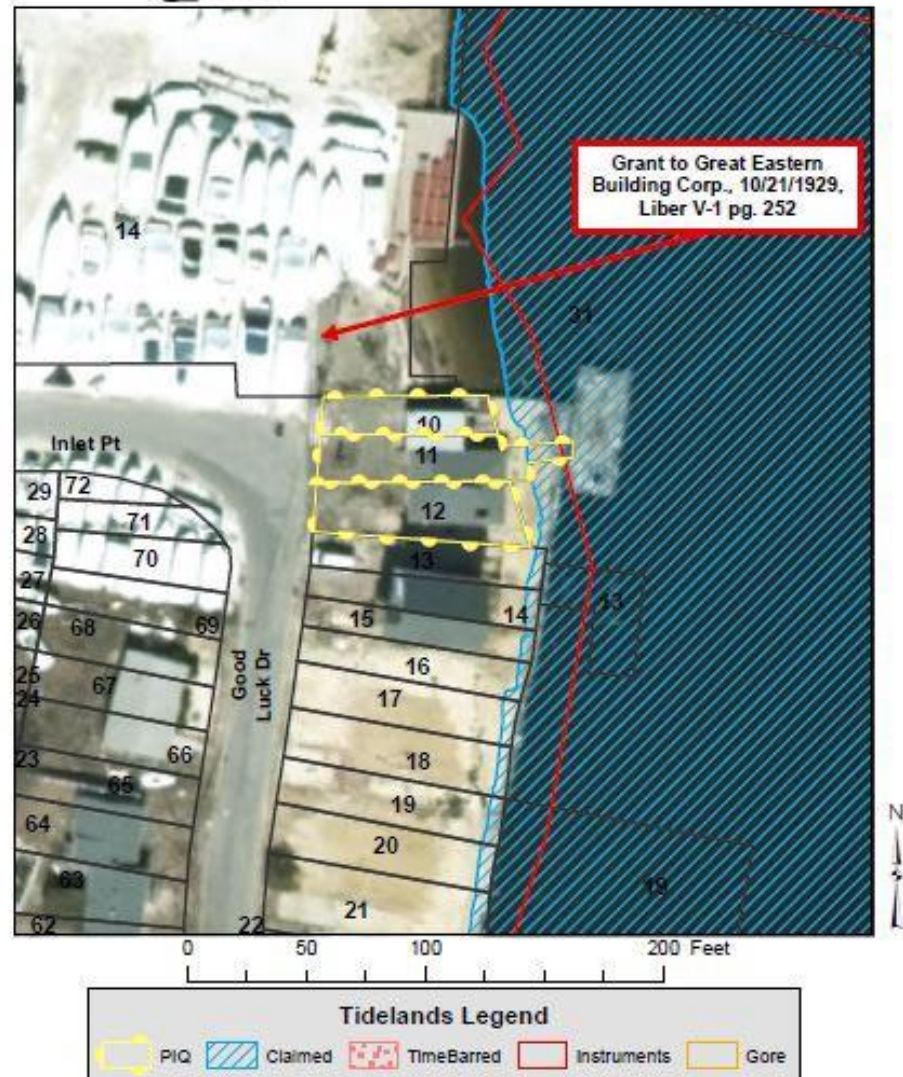 Grant to Great Eastern
Building Corp., 10/21/1929,
Liber V-1 pg. 252
14
31
10
Inlet Pt
11
29
72
12
71
28
70
13
27
13
26
68
69
15
14
Good
Luck Dr
16
25
67
17
24
66
18
23
65
19
64
20
19
63
21
62
22
N
0
50
100
200 Feet
Tidelands Legend
PIQ
Claimed
TimeBarred
Instruments
Gore